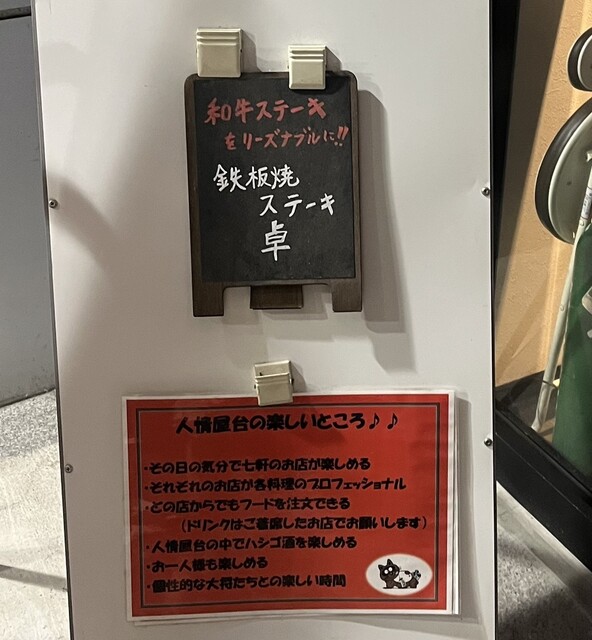 和牛ステーキ
をリーズナブルに!!
鉄板焼
ステーキ
卓
人情屋台の楽しいところ♪♪
・その日の気分で七軒のお店が楽しめる
・それぞれのお店が各料理のプロフェッショナル
・どの店からでもフードを注文できる
（ドリンクはご着席したお店でお願いします）
・人情屋台の中でハシゴ酒を楽しめる
・お一人様も楽しめる
・個性的な大将たちとの楽しい時間